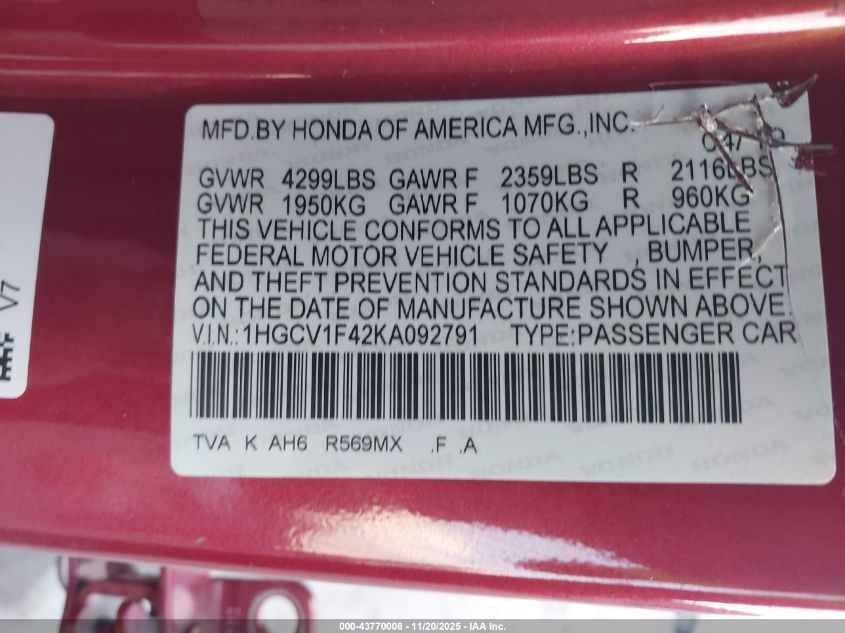 MFD.BY HONDA OF AMERICA MFG.,INC.
GVWR 4299LBS GAWR F 2359LBS R 2116LBS
GVWR 1950KG GAWR F 1070KG R 960KG
THIS VEHICLE CONFORMS TO ALL APPLICABLE
FEDERAL MOTOR VEHICLE SAFETY , BUMPER,
AND THEFT PREVENTION STANDARDS IN EFFECT
ON THE DATE OF MANUFACTURE SHOWN ABOVE.
V.I.N.:1HGCV1F42KA092791 TYPE:PASSENGER CAR
TVA K AH6 R569MX .F .A
V7
000-43770008 - 11/20/2025 - IAA Inc.